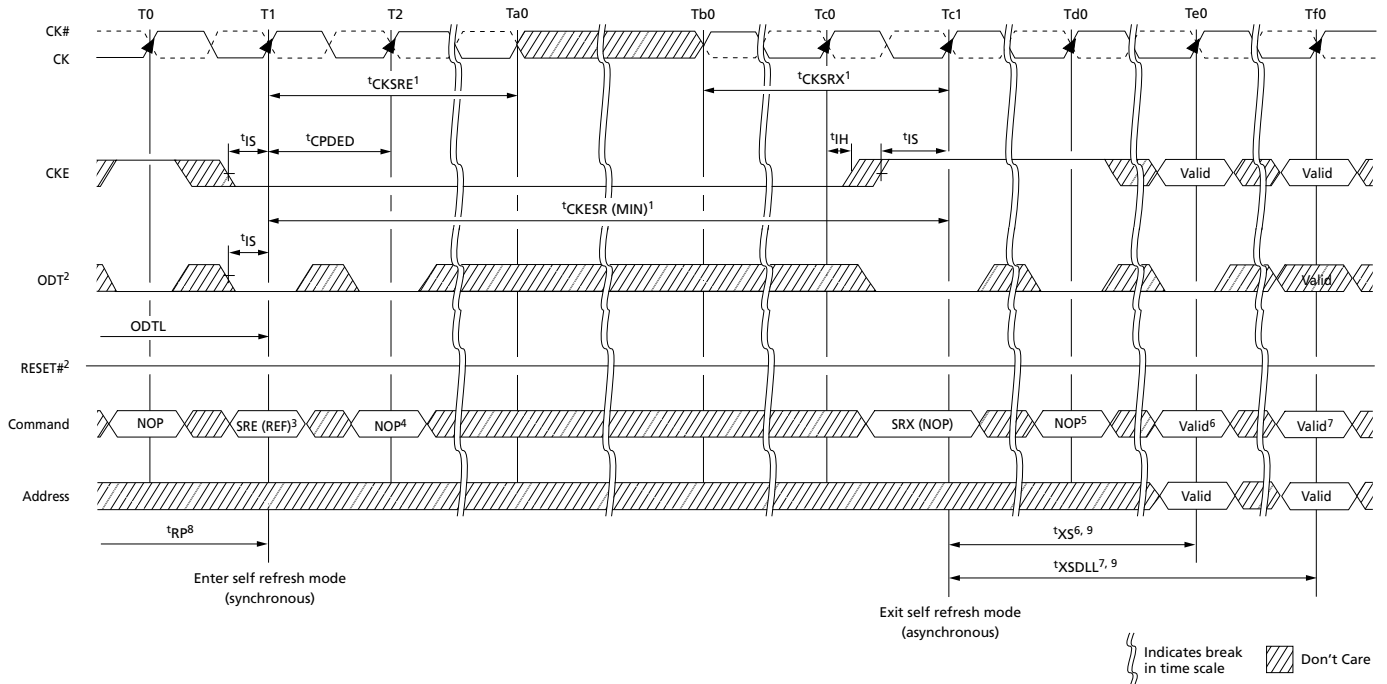 T0 T1 T2 Ta0 Tb0 Tc0 Tc1 Td0 Te0 Tf0
CK#
CK
tCKSRE1 tCKSRX1
tIS tCPDED tIH tIS
CKE Valid Valid
tCKESR (MIN)1
tIS
ODT2 Valid
ODTL
RESET#2
Command NOP SRE (REF)3 NOP4 SRX (NOP) NOP5 Valid6 Valid7
Address Valid Valid
tRP8 tXS6, 9
Enter self refresh mode
(synchronous)
tXSDLL7, 9
Exit self refresh mode
(asynchronous)
Indicates break
in time scale
Don't Care